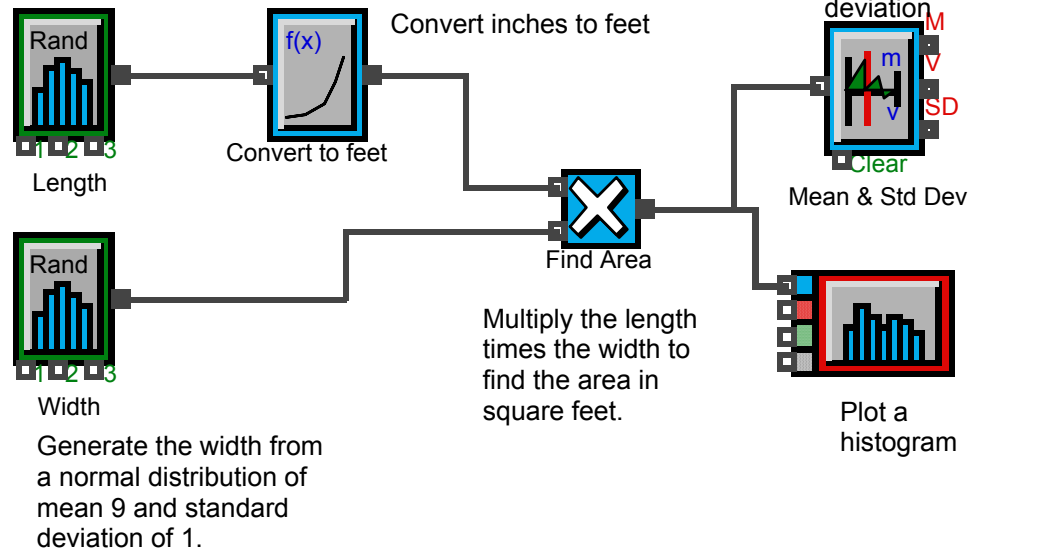 deviation
Convert inches to feet
Rand
f(x)
M
V
SD
m
v
1 2 3
Convert to feet
Clear
Length
Mean & Std Dev
Rand
Find Area
1 2 3
Width
Multiply the length
times the width to
find the area in
square feet.
Plot a
histogram
Generate the width from
a normal distribution of
mean 9 and standard
deviation of 1.